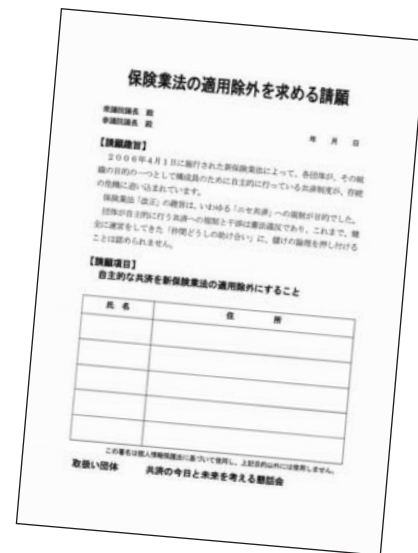 保険業法の適用除外を求める請願
衆議院議長 殿
参議院議長 殿
年 月 日
【請願趣旨】
２００６年４月１日に施行された新保険業法によって、各団体が、その組
織の目的の一つとして構成員のために自主的に行っている共済制度が、存続
の危機に追い込まれています。
保険業法「改正」の趣旨は、いわゆる「ニセ共済」への規制が目的でした。
団体が自主的に行う共済への規制と干渉は憲法違反であり、これまで、健
全に運営をしてきた「仲間どうしの助け合い」に、儲けの論理を押し付ける
ことは認められません。
【請願項目】
自主的な共済を新保険業法の適用除外にすること
氏 名 住 所
この署名は個人情報保護法に基づいて使用し、上記目的以外には使用しません。
取扱い団体 共済の今日と未来を考える懇話会